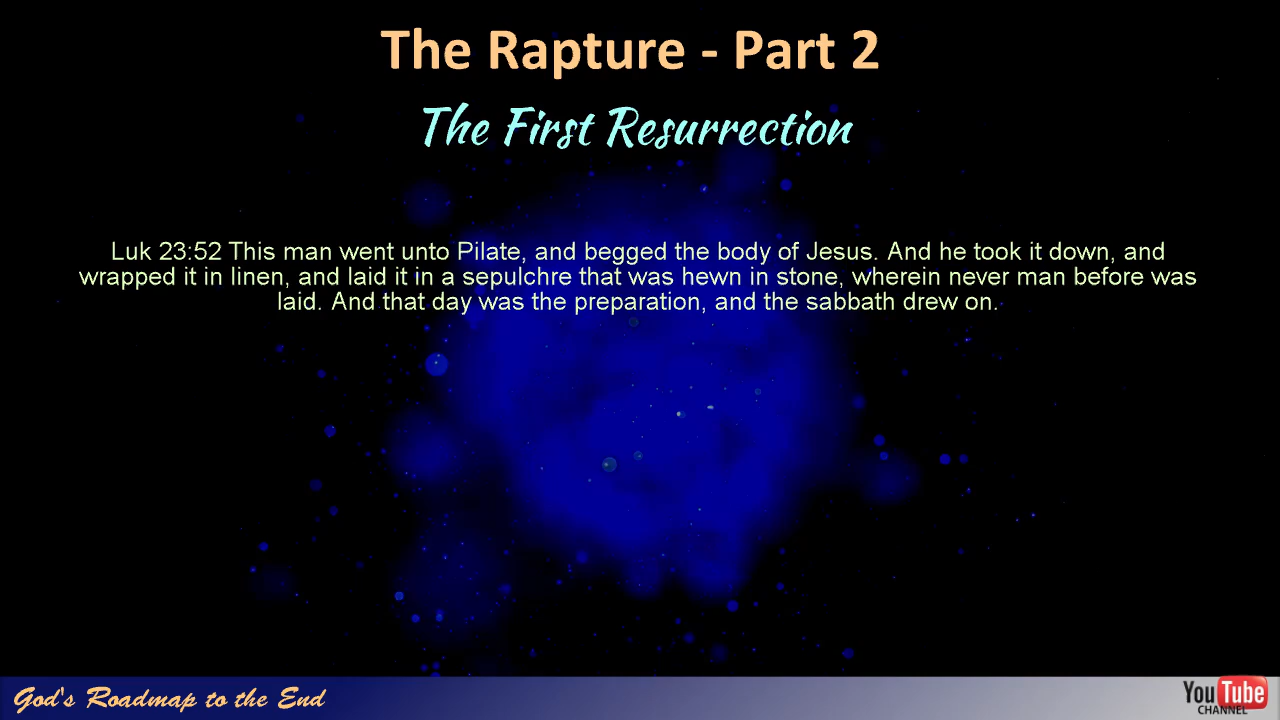 The Rapture - Part 2
The First Resurrection
Luk 23:52 This man went unto Pilate, and begged the body of Jesus. And he took it down, and
wrapped it in linen, and laid it in a sepulchre that was hewn in stone, wherein never man before was
laid. And that day was the preparation, and the sabbath drew on.
God's Roadmap to the End
YouTube
CHANNEL